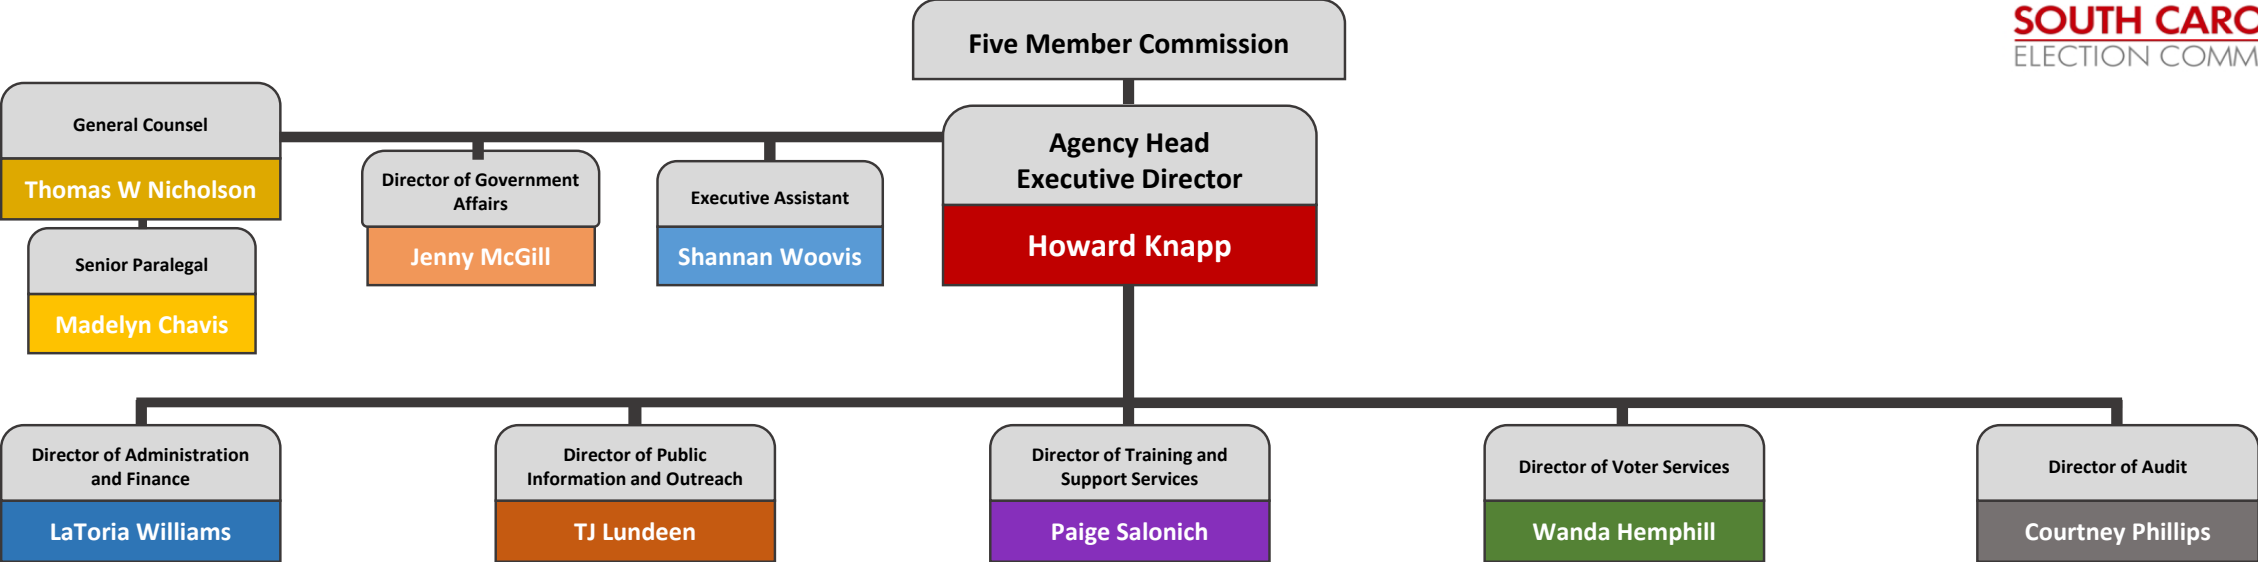 Five Member Commission
SOUTH CARO
ELECTION COMM
General Counsel
Thomas W Nicholson
Senior Paralegal
Madelyn Chavis
Director of Government
Affairs
Jenny McGill
Executive Assistant
Shannan Woovis
Agency Head
Executive Director
Howard Knapp
Director of Administration
and Finance
LaToria Williams
Director of Public
Information and Outreach
TJ Lundeen
Director of Training and
Support Services
Paige Salonich
Director of Voter Services
Wanda Hemphill
Director of Audit
Courtney Phillips